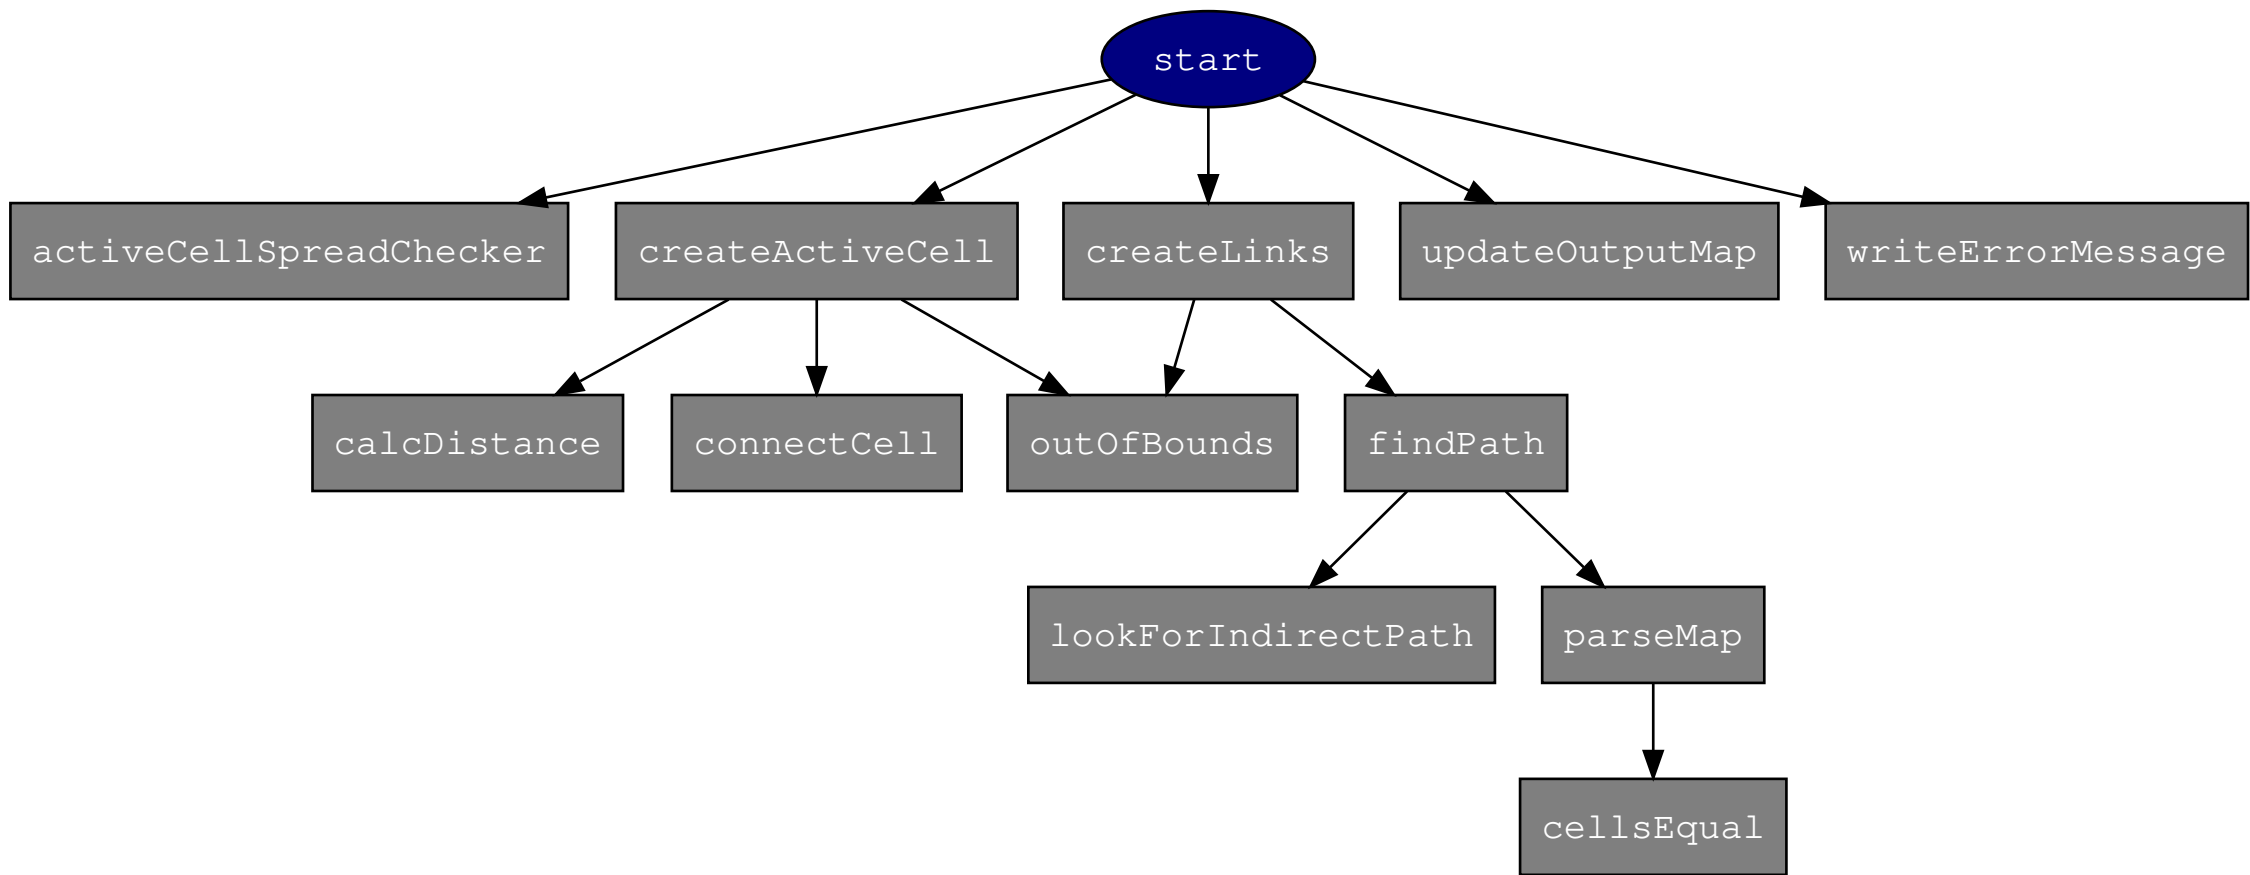 start
activeCellSpreadChecker
createActiveCell
createLinks
updateOutputMap
writeErrorMessage
calcDistance
connectCell
outOfBounds
findPath
lookForIndirectPath
parseMap
cellsEqual